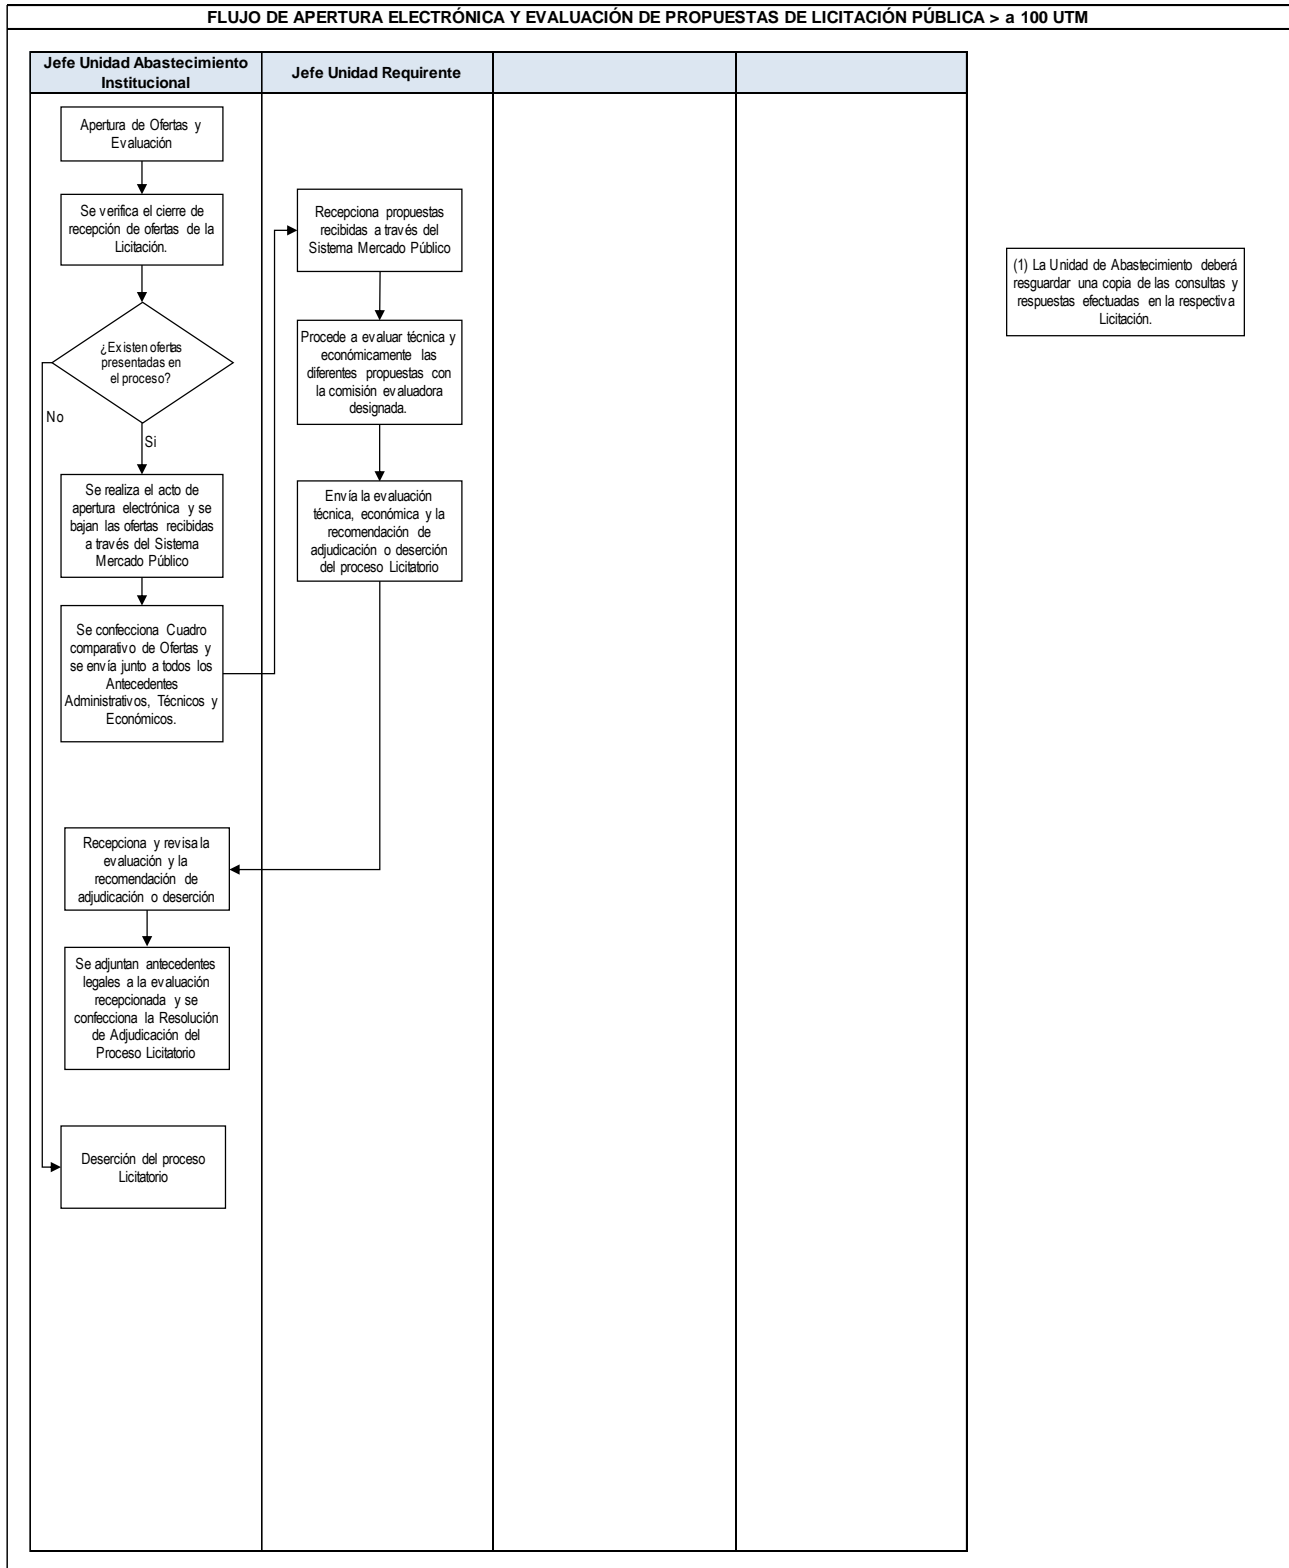 FLUJO DE APERTURA ELECTRÓNICA Y EVALUACIÓN DE PROPUESTAS DE LICITACIÓN PÚBLICA > a 100 UTM
Jefe Unidad Abastecimiento
Institucional
Jefe Unidad Requirente
Apertura de Ofertas y
Evaluación
Se verifica el cierre de
recepción de ofertas de la
Licitación.
¿Existen ofertas
presentadas en
el proceso?
No
Si
Se realiza el acto de
apertura electrónica y se
bajan las ofertas recibidas
a través del Sistema
Mercado Público
Se confecciona Cuadro
comparativo de Ofertas y
se envía junto a todos los
Antecedentes
Administrativos, Técnicos y
Económicos.
Recepciona propuestas
recibidas a través del
Sistema Mercado Público
Procede a evaluar técnica y
económicamente las
diferentes propuestas con
la comisión evaluadora
designada.
Envía la evaluación
técnica, económica y la
recomendación de
adjudicación o deserción
del proceso Licitatorio
Recepciona y revisa la
evaluación y la
recomendación de
adjudicación o deserción
Se adjuntan antecedentes
legales a la evaluación
recepcionada y se
confecciona la Resolución
de Adjudicación del
Proceso Licitatorio
Deserción del proceso
Licitatorio
(1) La Unidad de Abastecimiento deberá
resguardar una copia de las consultas y
respuestas efectuadas en la respectiva
Licitación.